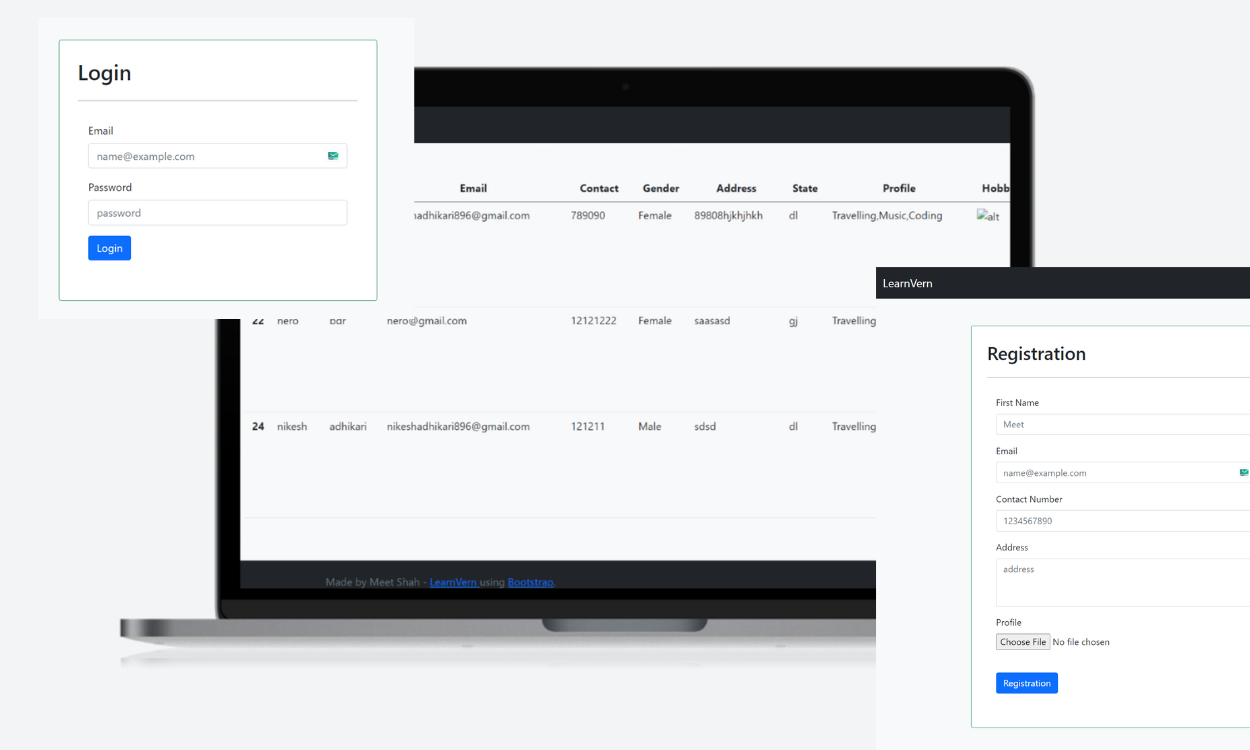 Login
Email
name@example.com
Password
password
Login
Email Contact Gender Address State Profile Hobb
hadhikari896@gmail.com 789090 Female 89808hjkhjhkh dl Travelling,Music,Coding alt
22 nero bdr nero@gmail.com 12121222 Female saasasd gj Travelling
24 nikesh adhikari nikeshadhikari896@gmail.com 121211 Male sdsd dl Travelling
Made by Meet Shah - LearnVern using Bootstrap.
LearnVern
Registration
First Name
Meet
Email
name@example.com
Contact Number
1234567890
Address
address
Profile
Choose File No file chosen
Registration